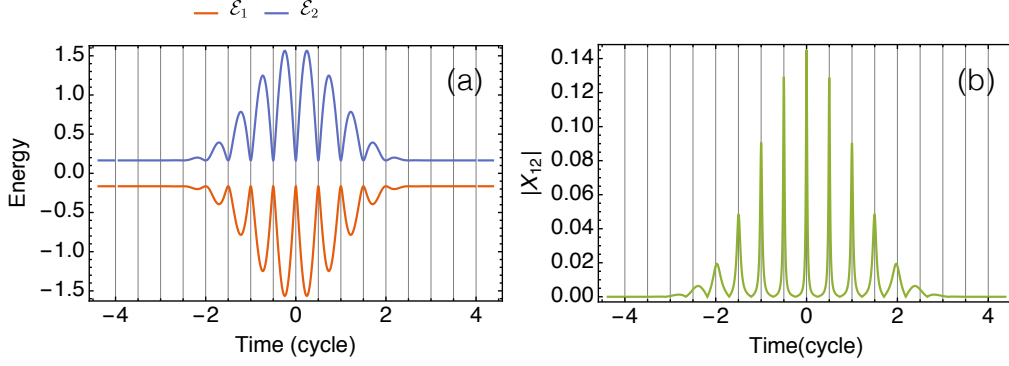 ℰ₁ ℰ₂
(a)
Energy
1.5
1.0
0.5
0.0
−0.5
−1.0
−1.5
−4 −2 0 2 4
Time (cycle)
(b)
|X₁₂|
0.14
0.12
0.08
0.06
0.04
0.02
0.00
−4 −2 0 2 4
Time(cycle)